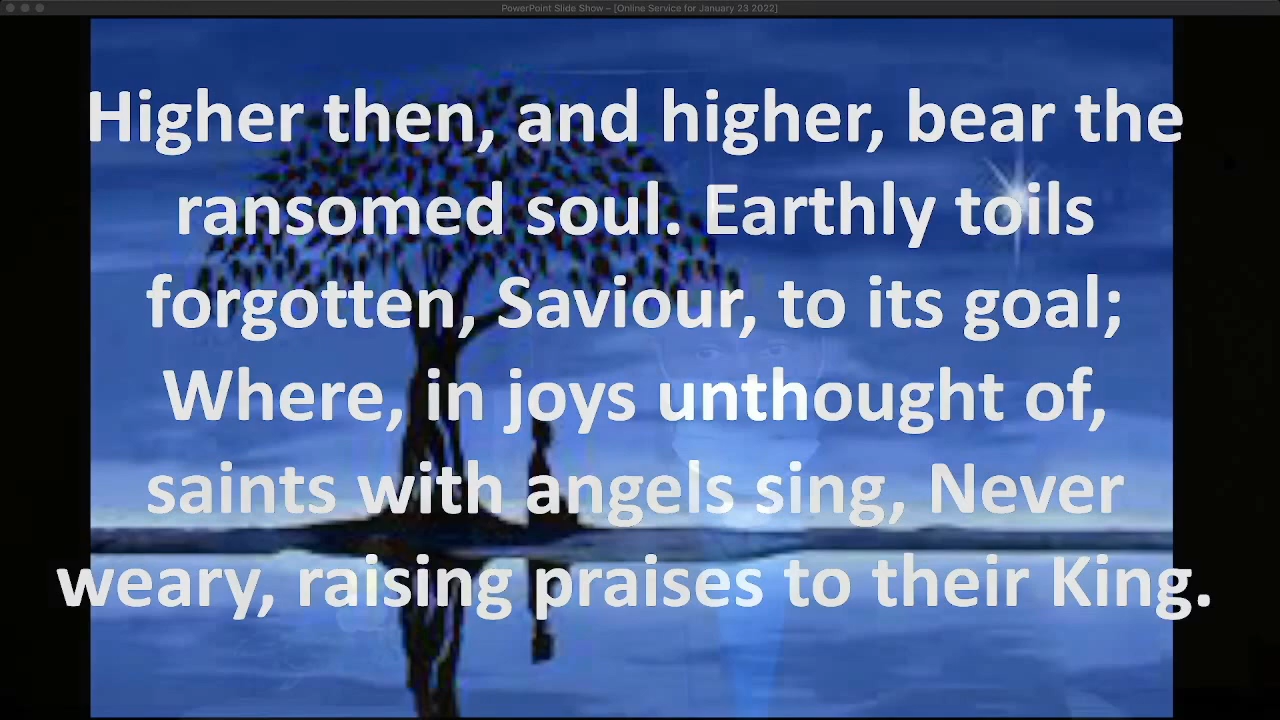 PowerPoint Slide Show – [Online Service for January 23 2022]
Higher then, and higher, bear the
ransomed soul. Earthly toils
forgotten, Saviour, to its goal;
Where, in joys unthought of,
saints with angels sing, Never
weary, raising praises to their King.